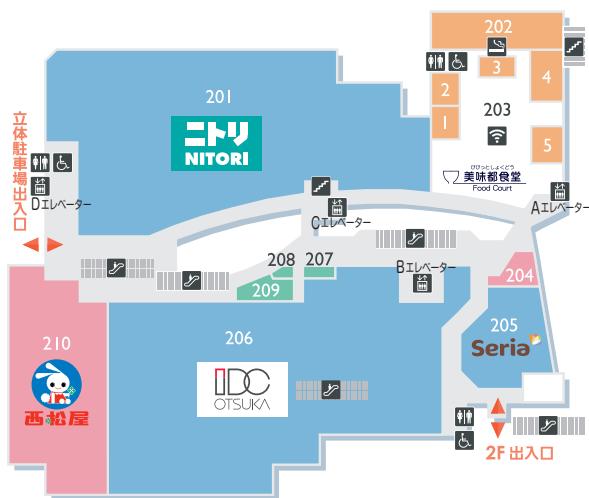 202
3
4
2
203
1
5
びびっとしょくどう
美味都食堂
Food Court
201
ニトリ
NITORI
立体駐車場出入口
Dエレベーター
Cエレベーター
Aエレベーター
Bエレベーター
208
207
209
204
210
西松屋
206
IDC
OTSUKA
205
Seria
2F 出入口